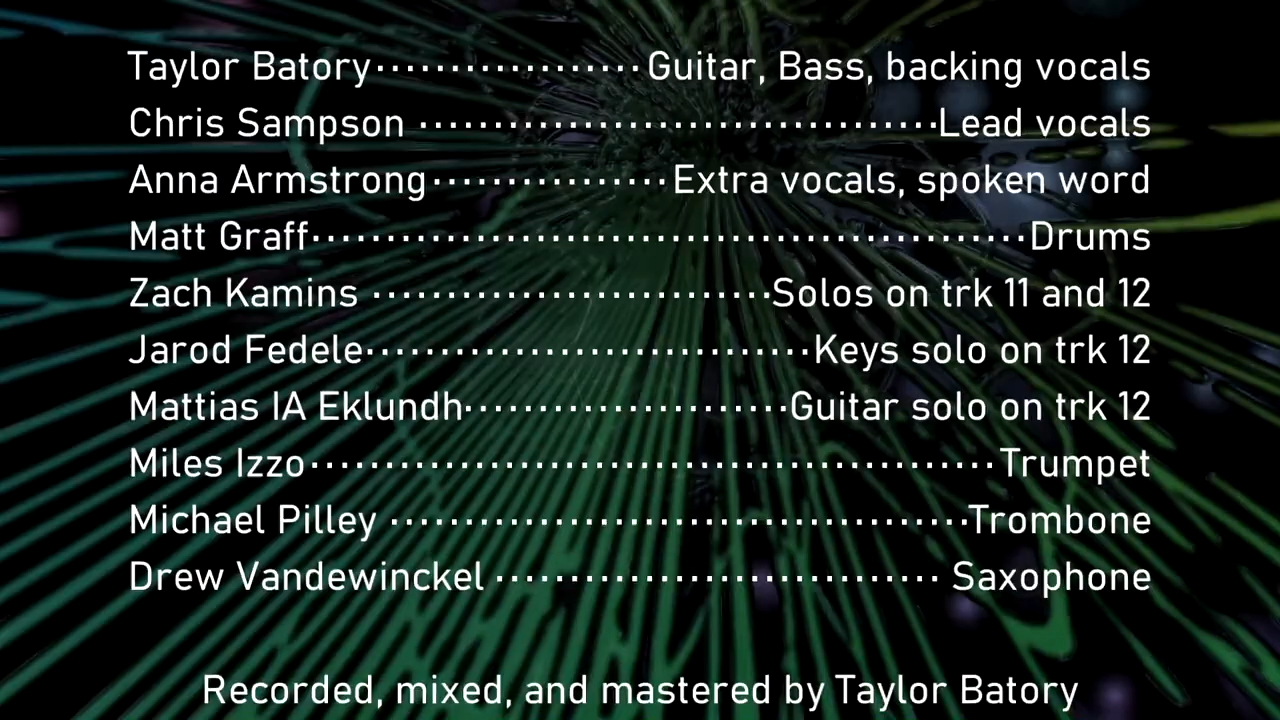 Taylor Batory··················Guitar, Bass, backing vocals
Chris Sampson ···································Lead vocals
Anna Armstrong················Extra vocals, spoken word
Matt Graff················································Drums
Zach Kamins ···························Solos on trk 11 and 12
Jarod Fedele······························Keys solo on trk 12
Mattias IA Eklundh······················Guitar solo on trk 12
Miles Izzo··············································Trumpet
Michael Pilley ·······································Trombone
Drew Vandewinckel ······························ Saxophone
Recorded, mixed, and mastered by Taylor Batory